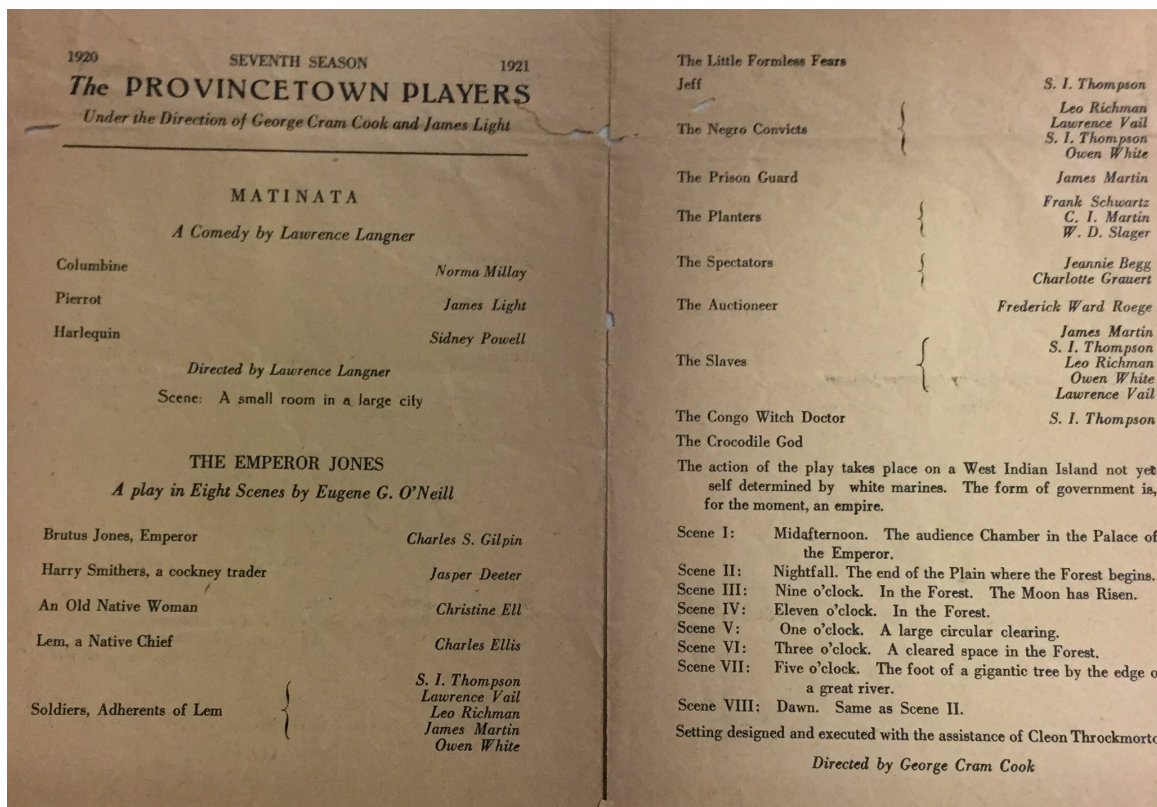 1920 SEVENTH SEASON 1921
The PROVINCETOWN PLAYERS
Under the Direction of George Cram Cook and James Light
MATINATA
A Comedy by Lawrence Langner
Columbine Norma Millay
Pierrot James Light
Harlequin Sidney Powell
Directed by Lawrence Langner
Scene: A small room in a large city
THE EMPEROR JONES
A play in Eight Scenes by Eugene G. O'Neill
Brutus Jones, Emperor Charles S. Gilpin
Harry Smithers, a cockney trader Jasper Deeter
An Old Native Woman Christine Ell
Lem, a Native Chief Charles Ellis
Soldiers, Adherents of Lem
S. I. Thompson
Lawrence Vail
Leo Richman
James Martin
Owen White
The Little Formless Fears
Jeff S. I. Thompson
The Negro Convicts
Leo Richman
Lawrence Vail
S. I. Thompson
Owen White
The Prison Guard James Martin
The Planters
Frank Schwartz
C. I. Martin
W. D. Slager
The Spectators
Jeannie Begg
Charlotte Grauert
The Auctioneer Frederick Ward Roege
The Slaves
James Martin
S. I. Thompson
Leo Richman
Owen White
Lawrence Vail
The Congo Witch Doctor S. I. Thompson
The Crocodile God
The action of the play takes place on a West Indian Island not yet
self determined by white marines. The form of government is,
for the moment, an empire.
Scene I: Midafternoon. The audience Chamber in the Palace of
the Emperor.
Scene II: Nightfall. The end of the Plain where the Forest begins.
Scene III: Nine o'clock. In the Forest. The Moon has Risen.
Scene IV: Eleven o'clock. In the Forest.
Scene V: One o'clock. A large circular clearing.
Scene VI: Three o'clock. A cleared space in the Forest.
Scene VII: Five o'clock. The foot of a gigantic tree by the edge o
a great river.
Scene VIII: Dawn. Same as Scene II.
Setting designed and executed with the assistance of Cleon Throckmorto
Directed by George Cram Cook